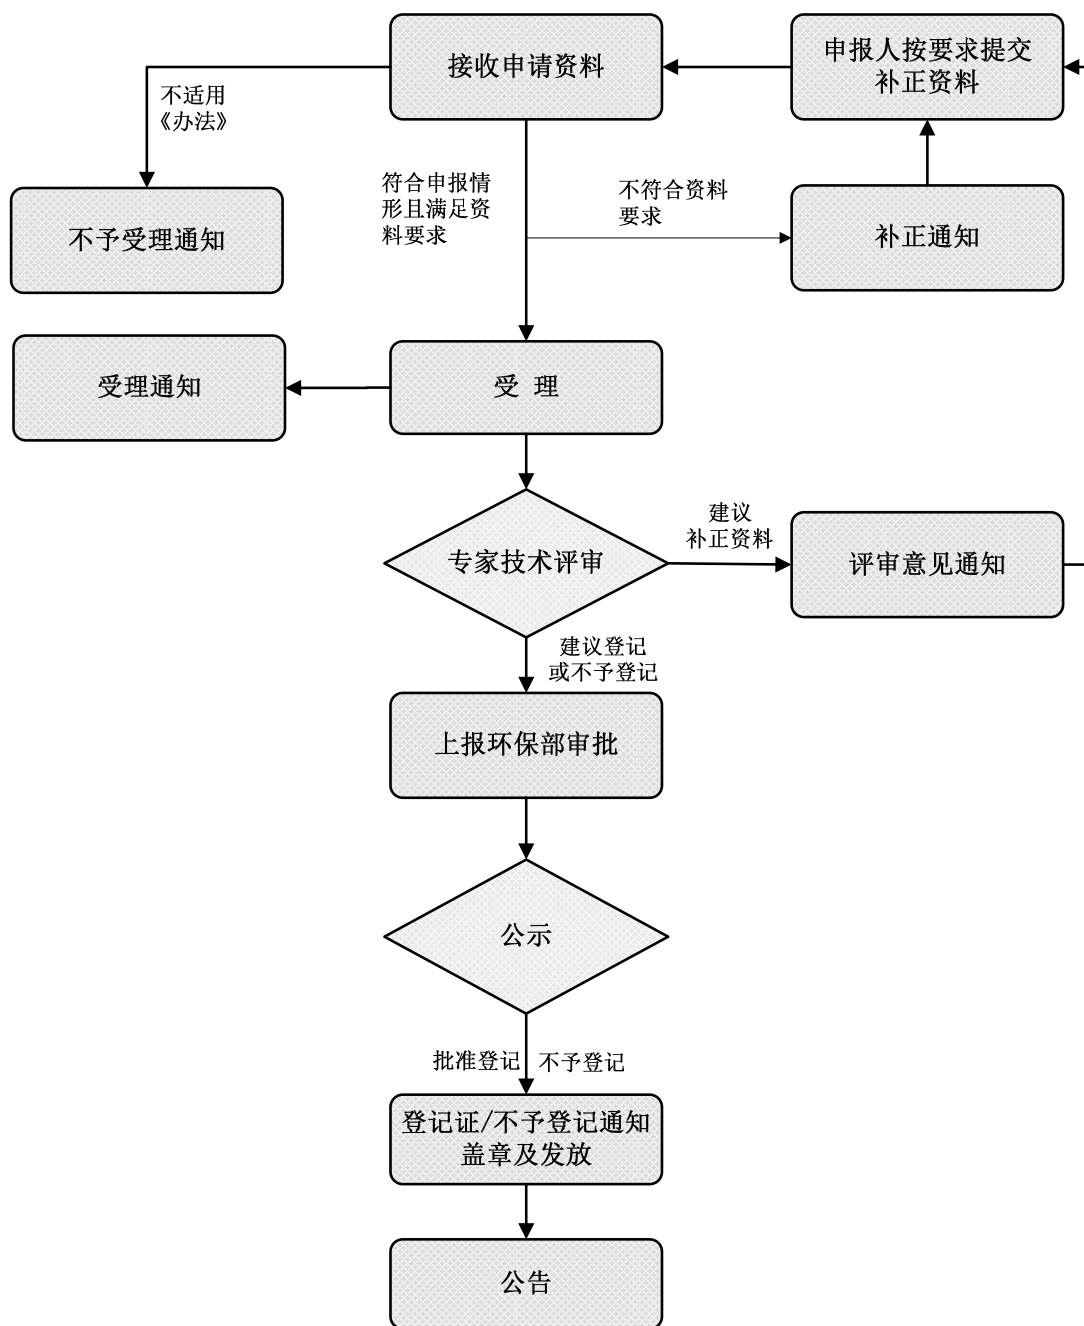 接收申请资料
申报人按要求提交
补正资料
不适用
《办法》
符合申报情
形且满足资
料要求
不符合资料
要求
不予受理通知
补正通知
受理通知
受 理
专家技术评审
建议
补正资料
评审意见通知
建议登记
或不予登记
上报环保部审批
公示
批准登记
不予登记
登记证/不予登记通知
盖章及发放
公告